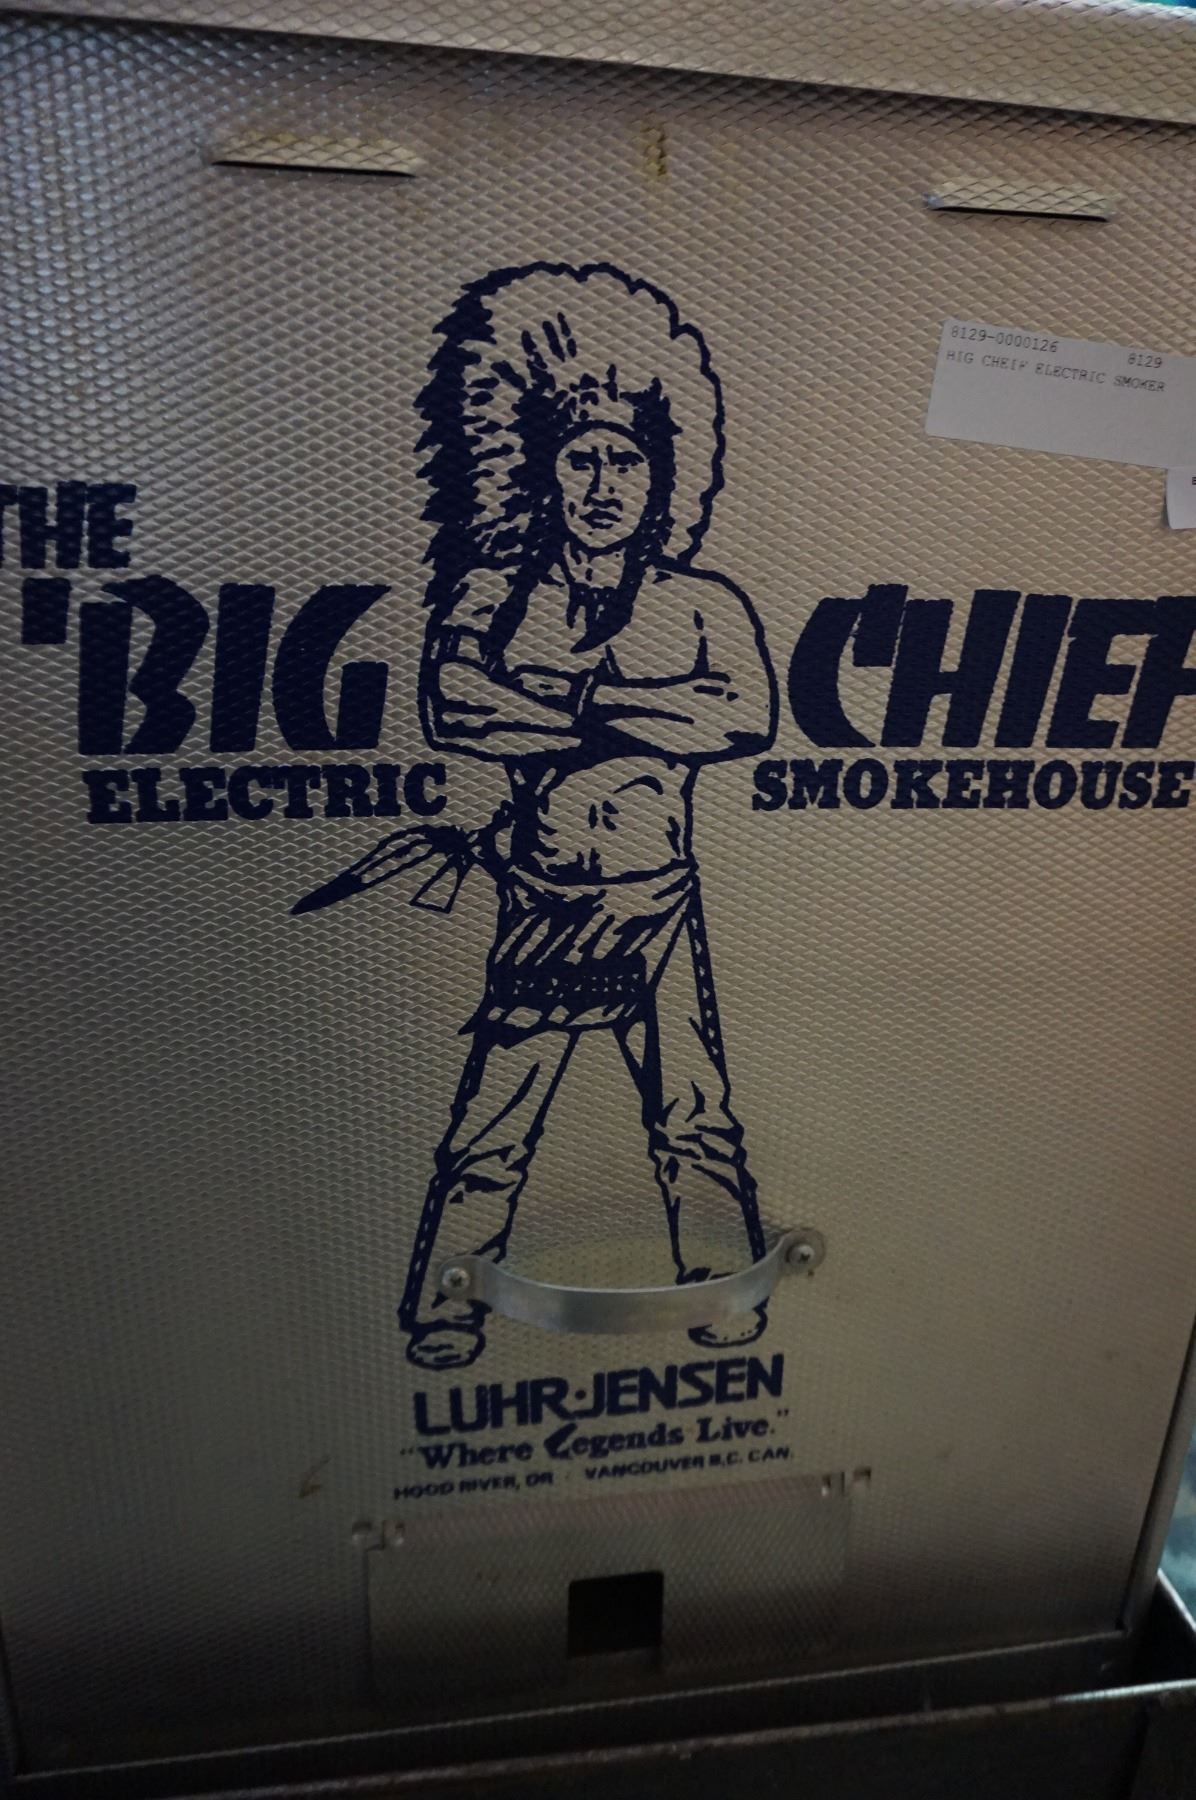 THE
BIG CHIEF
ELECTRIC SMOKEHOUSE
8129-0000126 8129
BIG CHEIF ELECTRIC SMOKER
LUHR·JENSEN
"Where Legends Live."
HOOD RIVER, OR VANCOUVER B.C. CAN.